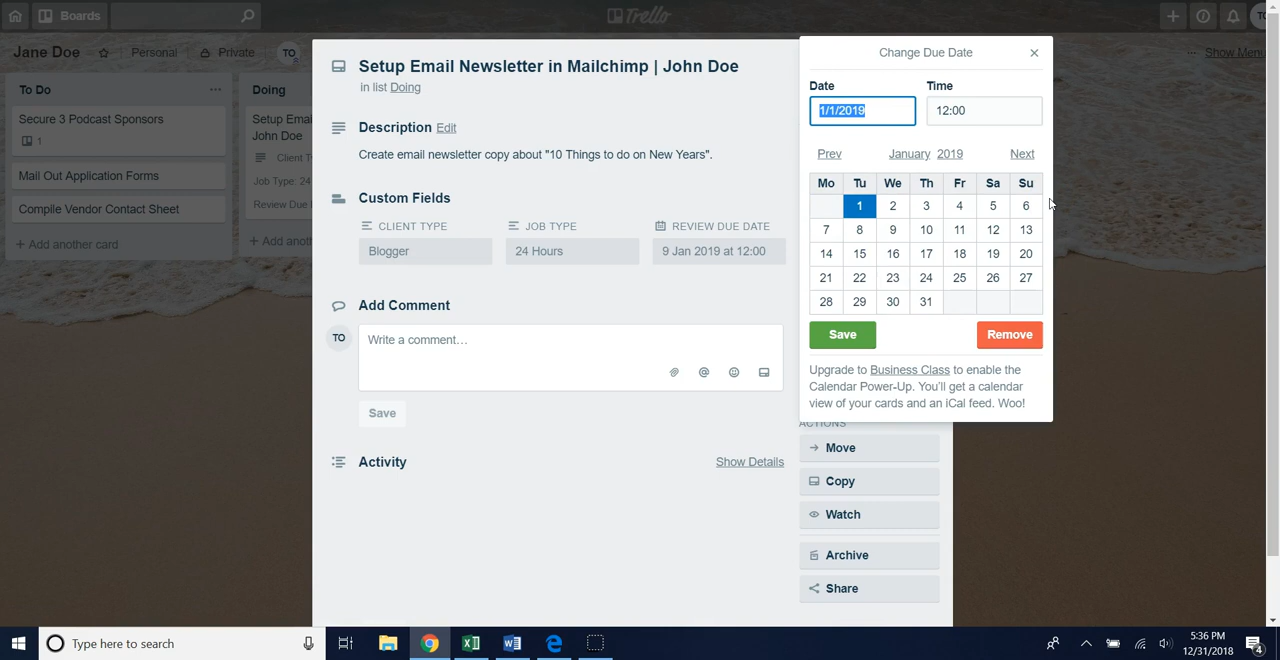 Boards
Trello
Jane Doe
Personal
Private
TO
Show Menu
To Do
Secure 3 Podcast Sponsors
1
Mail Out Application Forms
Compile Vendor Contact Sheet
+ Add another card
Doing
Setup Emai
John Doe
Client T
Job Type: 24
Review Due
+ Add anoth
Setup Email Newsletter in Mailchimp | John Doe
in list Doing
Description Edit
Create email newsletter copy about "10 Things to do on New Years".
Custom Fields
CLIENT TYPE JOB TYPE REVIEW DUE DATE
Blogger 24 Hours 9 Jan 2019 at 12:00
Add Comment
TO
Write a comment…
@
Save
Activity Show Details
Change Due Date
Date Time
1/1/2019 12:00
Prev January 2019 Next
Mo Tu We Th Fr Sa Su
1 2 3 4 5 6
7 8 9 10 11 12 13
14 15 16 17 18 19 20
21 22 23 24 25 26 27
28 29 30 31
Save Remove
Upgrade to Business Class to enable the
Calendar Power-Up. You'll get a calendar
view of your cards and an iCal feed. Woo!
ACTIONS
Move
Copy
Watch
Archive
Share
Type here to search
5:36 PM
12/31/2018
4